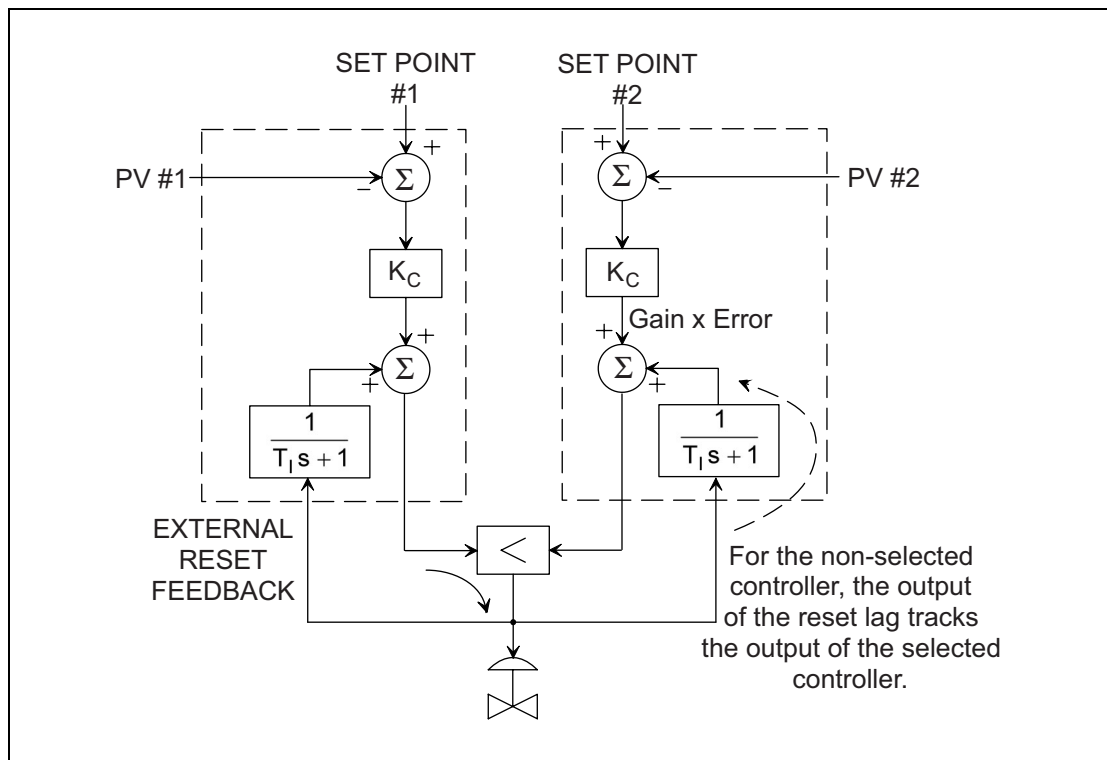 SET POINT
#1
SET POINT
#2
+
+
PV #1
−
Σ
Σ
−
PV #2
K_C
K_C
+
+
Gain x Error
+
Σ
Σ
+
1
T_I s + 1
1
T_I s + 1
EXTERNAL
RESET
FEEDBACK
<
For the non-selected
controller, the output
of the reset lag tracks
the output of the selected
controller.